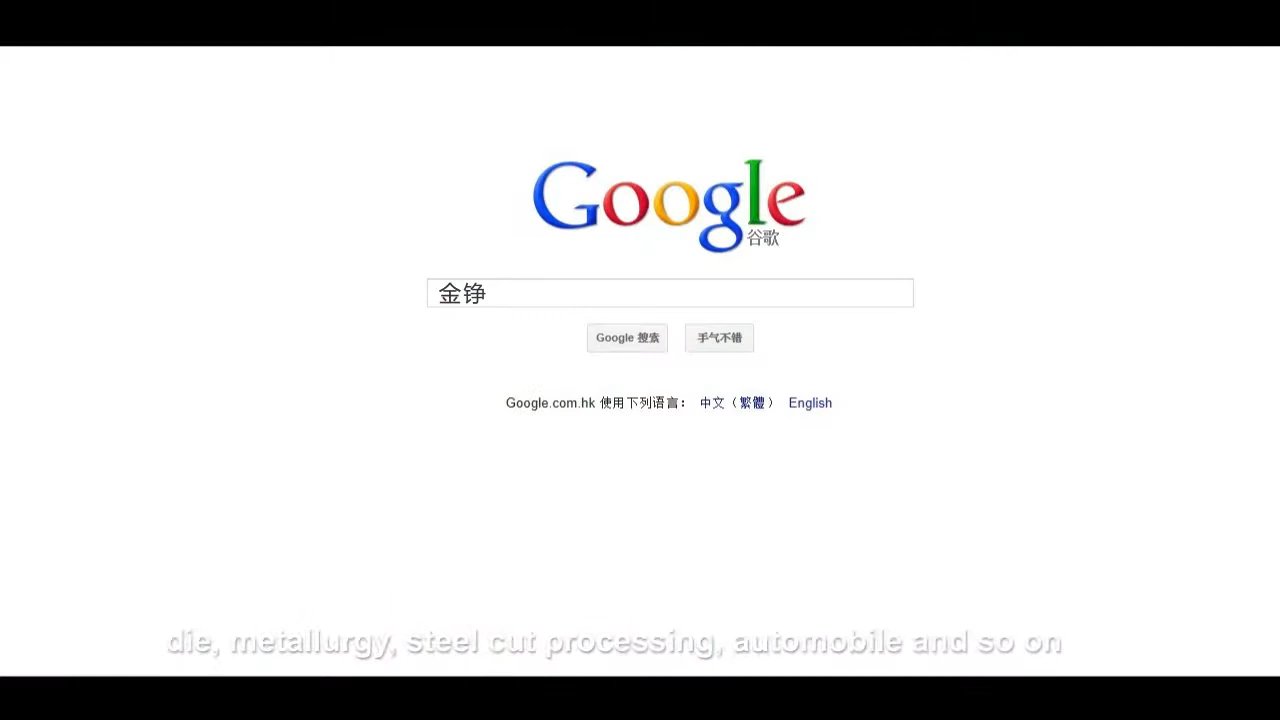 Google
谷歌
金铮
Google 搜索 手气不错
Google.com.hk 使用下列语言： 中文（繁體） English
die, metallurgy, steel cut processing, automobile and so on